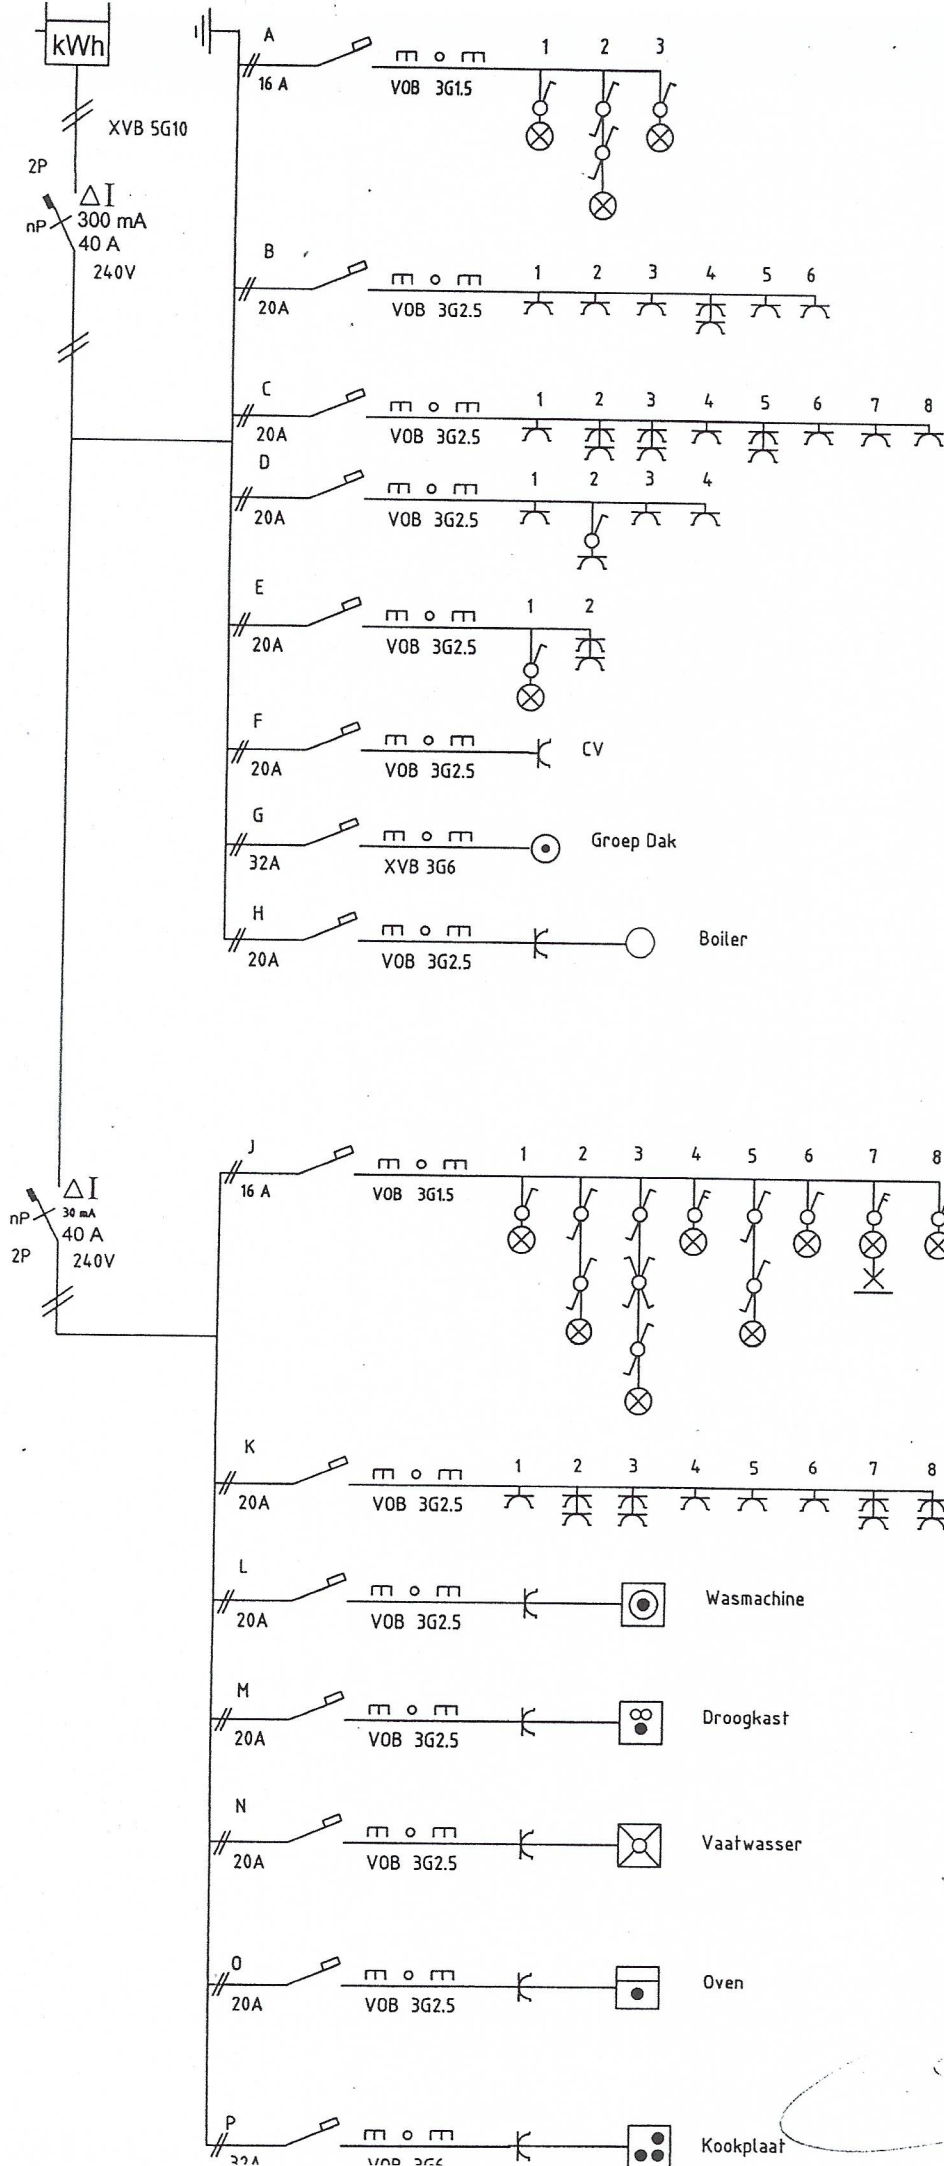 kWh
XVB 5G10
2P
ΔI
nP 300 mA
40 A
240V
A
16 A
VOB 3G1.5
1 2 3
B
20A
VOB 3G2.5
1 2 3 4 5 6
C
20A
VOB 3G2.5
1 2 3 4 5 6 7 8
D
20A
VOB 3G2.5
1 2 3 4
E
20A
VOB 3G2.5
1 2
F
20A
VOB 3G2.5
CV
G
32A
XVB 3G6
Groep Dak
H
20A
VOB 3G2.5
Boiler
ΔI
nP 30 mA
40 A
2P 240V
J
16 A
VOB 3G1.5
1 2 3 4 5 6 7 8
K
20A
VOB 3G2.5
1 2 3 4 5 6 7 8
L
20A
VOB 3G2.5
Wasmachine
M
20A
VOB 3G2.5
Droogkast
N
20A
VOB 3G2.5
Vaatwasser
O
20A
VOB 3G2.5
Oven
P
32A
VOB 3G6
Kookplaat